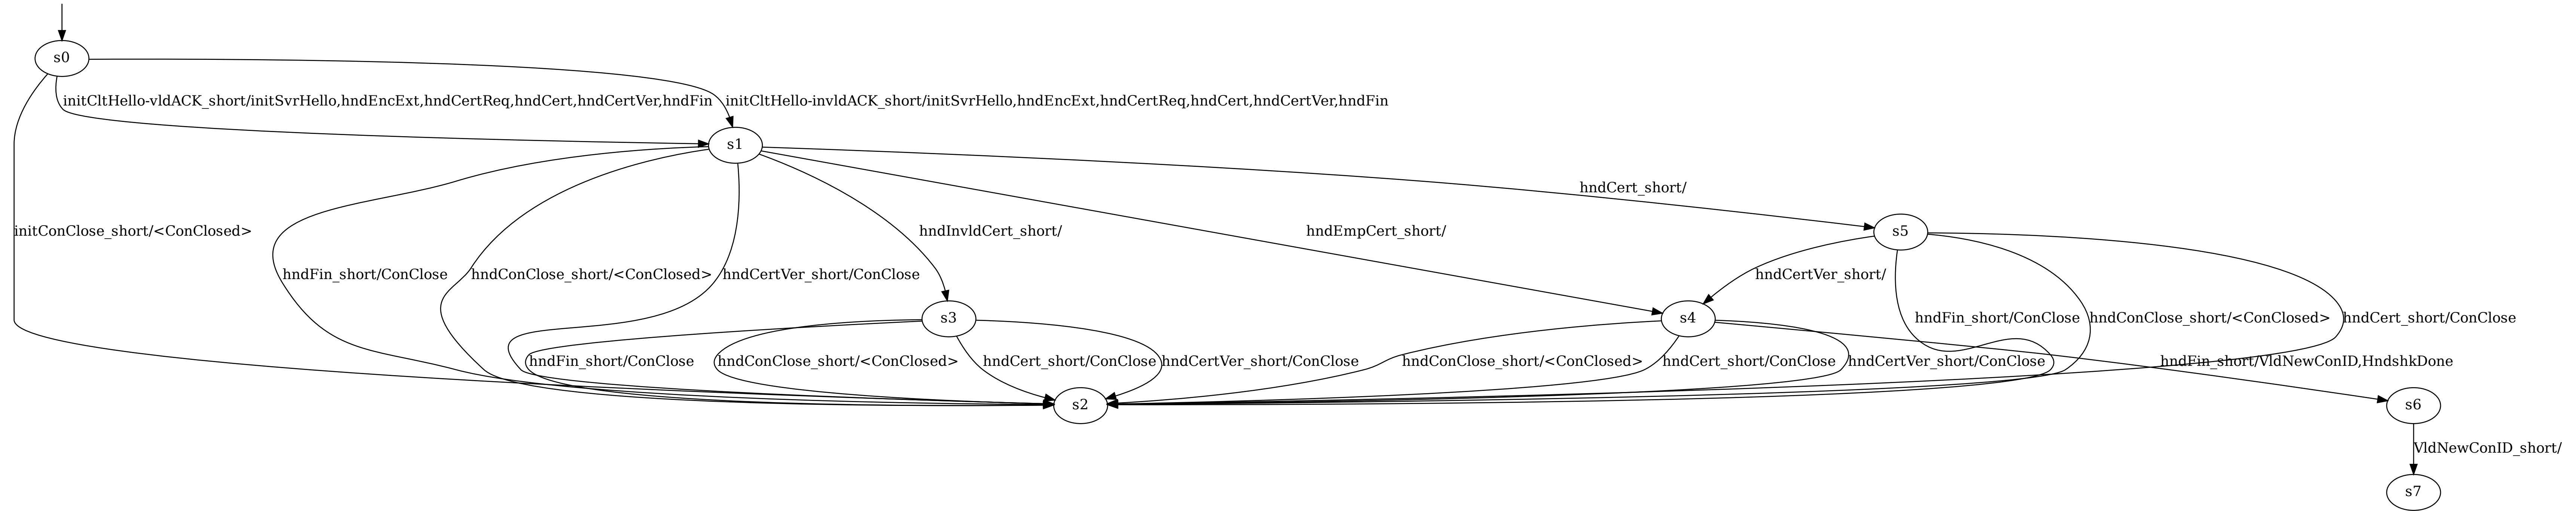 s0
initCltHello-vldACK_short/initSvrHello,hndEncExt,hndCertReq,hndCert,hndCertVer,hndFin
initCltHello-invldACK_short/initSvrHello,hndEncExt,hndCertReq,hndCert,hndCertVer,hndFin
s1
hndCert_short/
initConClose_short/<ConClosed>
hndInvldCert_short/
hndEmpCert_short/
s5
hndFin_short/ConClose
hndConClose_short/<ConClosed>
hndCertVer_short/ConClose
hndCertVer_short/
s3
s4
hndFin_short/ConClose
hndConClose_short/<ConClosed>
hndCert_short/ConClose
hndFin_short/ConClose
hndConClose_short/<ConClosed>
hndCert_short/ConClose
hndCertVer_short/ConClose
hndConClose_short/<ConClosed>
hndCert_short/ConClose
hndCertVer_short/ConClose
hndFin_short/VldNewConID,HndshkDone
s2
s6
VldNewConID_short/
s7